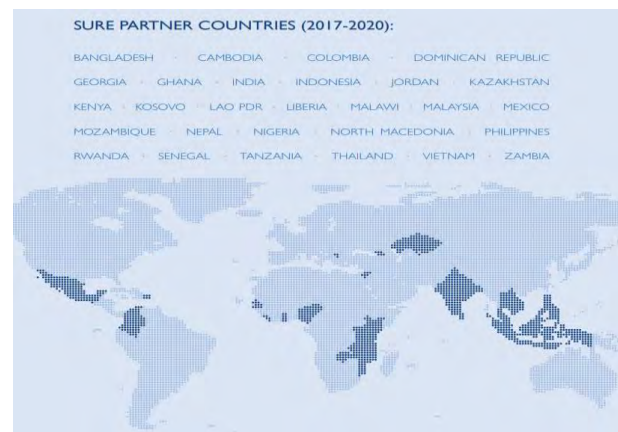 SURE PARTNER COUNTRIES (2017-2020):
BANGLADESH · CAMBODIA · COLOMBIA · DOMINICAN REPUBLIC
GEORGIA · GHANA · INDIA · INDONESIA · JORDAN · KAZAKHSTAN
KENYA · KOSOVO · LAO PDR · LIBERIA · MALAWI · MALAYSIA · MEXICO
MOZAMBIQUE · NEPAL · NIGERIA · NORTH MACEDONIA · PHILIPPINES
RWANDA · SENEGAL · TANZANIA · THAILAND · VIETNAM · ZAMBIA